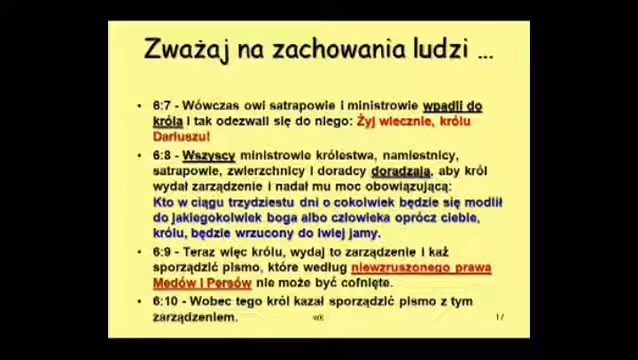 Zważaj na zachowania ludzi ...
• 6:7 - Wówczas owi satrapowie i ministrowie wpadli do
króla i tak odezwali się do niego: Żyj wiecznie, królu
Dariuszu!
• 6:8 - Wszyscy ministrowie królestwa, namiestnicy,
satrapowie, zwierzchnicy i doradcy doradzają, aby król
wydał zarządzenie i nadał mu moc obowiązującą:
Kto w ciągu trzydziestu dni o cokolwiek będzie się modlił
do jakiegokolwiek boga albo człowieka oprócz ciebie,
królu, będzie wrzucony do lwiej jamy.
• 6:9 - Teraz więc królu, wydaj to zarządzenie i każ
sporządzić pismo, które według niewzruszonego prawa
Medów i Persów nie może być cofnięte.
• 6:10 - Wobec tego król kazał sporządzić pismo z tym
zarządzeniem.
wk
17